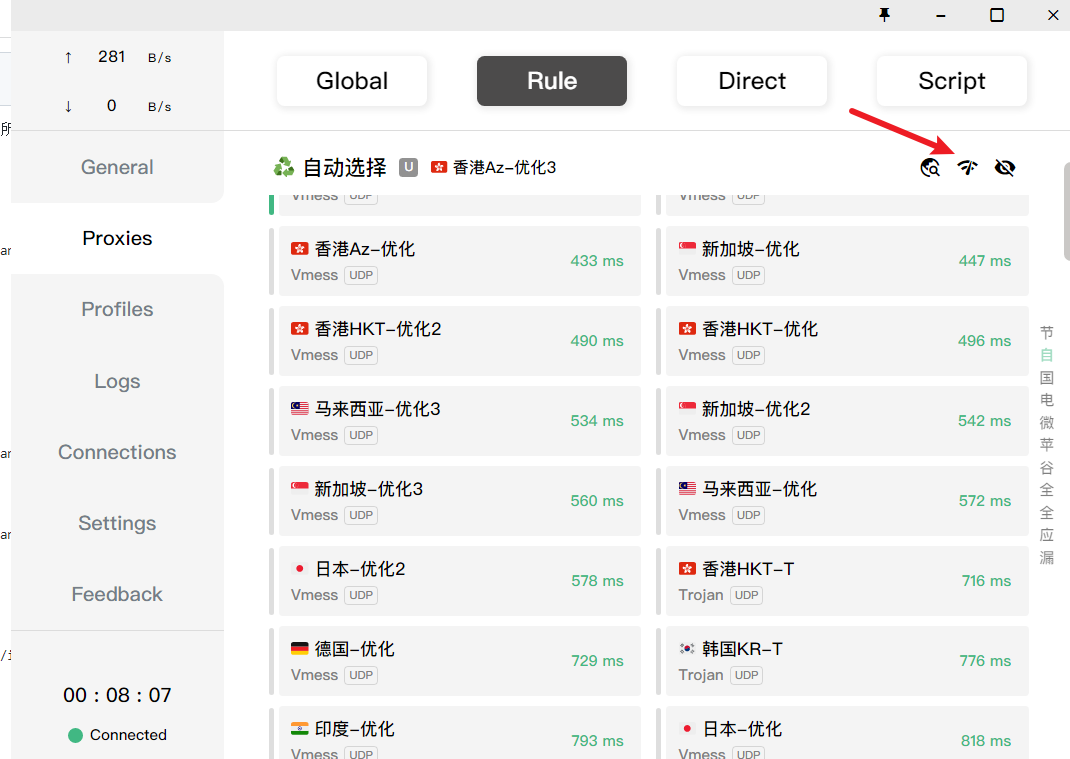 ↑ 281 B/s
↓ 0 B/s
General
Proxies
Profiles
Logs
Connections
Settings
Feedback
00 : 08 : 07
Connected
Global
Rule
Direct
Script
自动选择 U 香港Az-优化3
Vmess UDP
Vmess UDP
香港Az-优化
Vmess UDP
433 ms
新加坡-优化
Vmess UDP
447 ms
香港HKT-优化2
Vmess UDP
490 ms
香港HKT-优化
Vmess UDP
496 ms
马来西亚-优化3
Vmess UDP
534 ms
新加坡-优化2
Vmess UDP
542 ms
新加坡-优化3
Vmess UDP
560 ms
马来西亚-优化
Vmess UDP
572 ms
日本-优化2
Vmess UDP
578 ms
香港HKT-T
Trojan UDP
716 ms
德国-优化
Vmess UDP
729 ms
韩国KR-T
Trojan UDP
776 ms
印度-优化
Vmess UDP
793 ms
日本-优化
Vmess UDP
818 ms
节
自
国
电
微
苹
谷
全
全
应
漏
所
ar
ar
ar